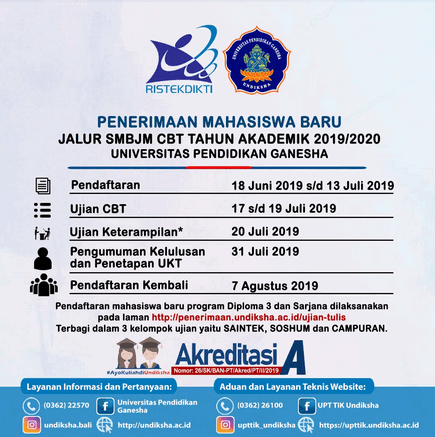 RISTEKDIKTI
UNIVERSITAS PENDIDIKAN GANESHA
UNDIKSHA
PENERIMAAN MAHASISWA BARU
JALUR SMBJM CBT TAHUN AKADEMIK 2019/2020
UNIVERSITAS PENDIDIKAN GANESHA
Pendaftaran 18 Juni 2019 s/d 13 Juli 2019
Ujian CBT 17 s/d 19 Juli 2019
Ujian Keterampilan* 20 Juli 2019
Pengumuman Kelulusan 31 Juli 2019
dan Penetapan UKT
Pendaftaran Kembali 7 Agustus 2019
Pendaftaran mahasiswa baru program Diploma 3 dan Sarjana dilaksanakan
pada laman http://penerimaan.undiksha.ac.id/ujian-tulis
Terbagi dalam 3 kelompok ujian yaitu SAINTEK, SOSHUM dan CAMPURAN.
#AyoKuliahdiUndiksha
Akreditasi A
Nomor: 26/SK/BAN-PT/Akred/PT/II/2019
Layanan Informasi dan Pertanyaan:
(0362) 22570 Universitas Pendidikan
Ganesha
undiksha.bali https://undiksha.ac.id
Aduan dan Layanan Teknis Website:
(0362) 26100 UPT TIK Undiksha
upttik_undiksha https://upttik.undiksha.ac.id